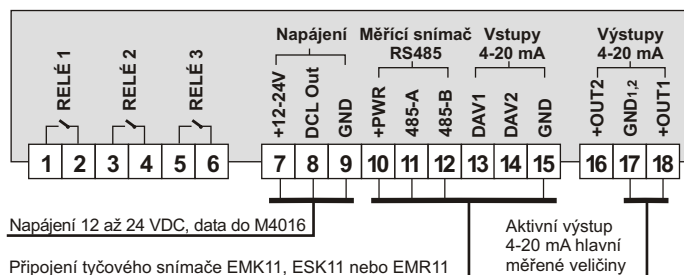 Napájení
Měřící snímač
RS485
Vstupy
4-20 mA
Výstupy
4-20 mA
RELÉ 1
RELÉ 2
RELÉ 3
+12-24V
DCL Out
GND
+PWR
485-A
485-B
DAV1
DAV2
GND
+OUT2
GND1,2
+OUT1
1 2 3 4 5 6 7 8 9 10 11 12 13 14 15 16 17 18
Napájení 12 až 24 VDC, data do M4016
Aktivní výstup
4-20 mA hlavní
měřené veličiny
Připojení tyčového snímače EMK11, ESK11 nebo EMR11